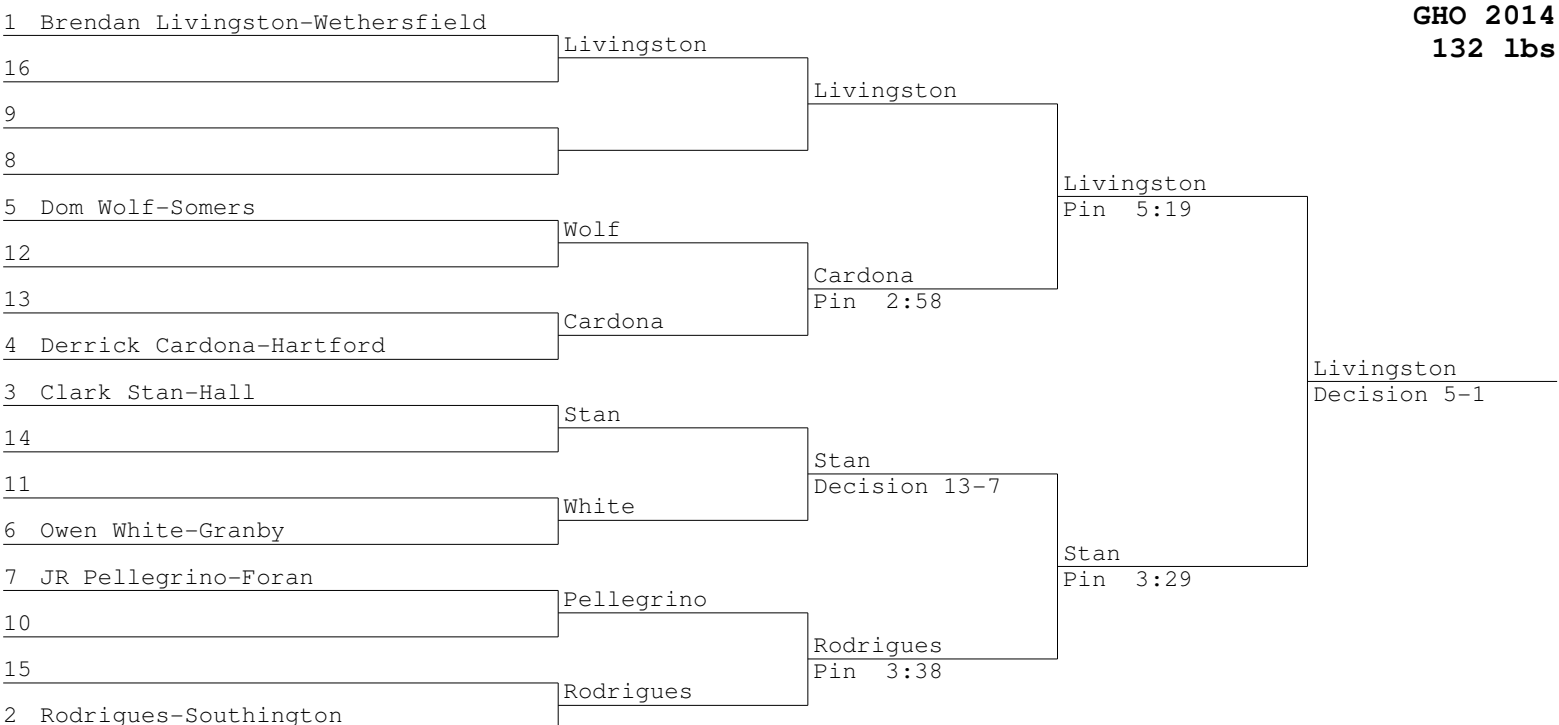 GHO 2014
132 lbs
1 Brendan Livingston-Wethersfield
16
9
8
5 Dom Wolf-Somers
12
13
4 Derrick Cardona-Hartford
3 Clark Stan-Hall
14
11
6 Owen White-Granby
7 JR Pellegrino-Foran
10
15
2 Rodrigues-Southington
Livingston
Wolf
Cardona
Stan
White
Pellegrino
Rodrigues
Livingston
Cardona
Pin 2:58
Stan
Decision 13-7
Rodrigues
Pin 3:38
Livingston
Pin 5:19
Stan
Pin 3:29
Livingston
Decision 5-1